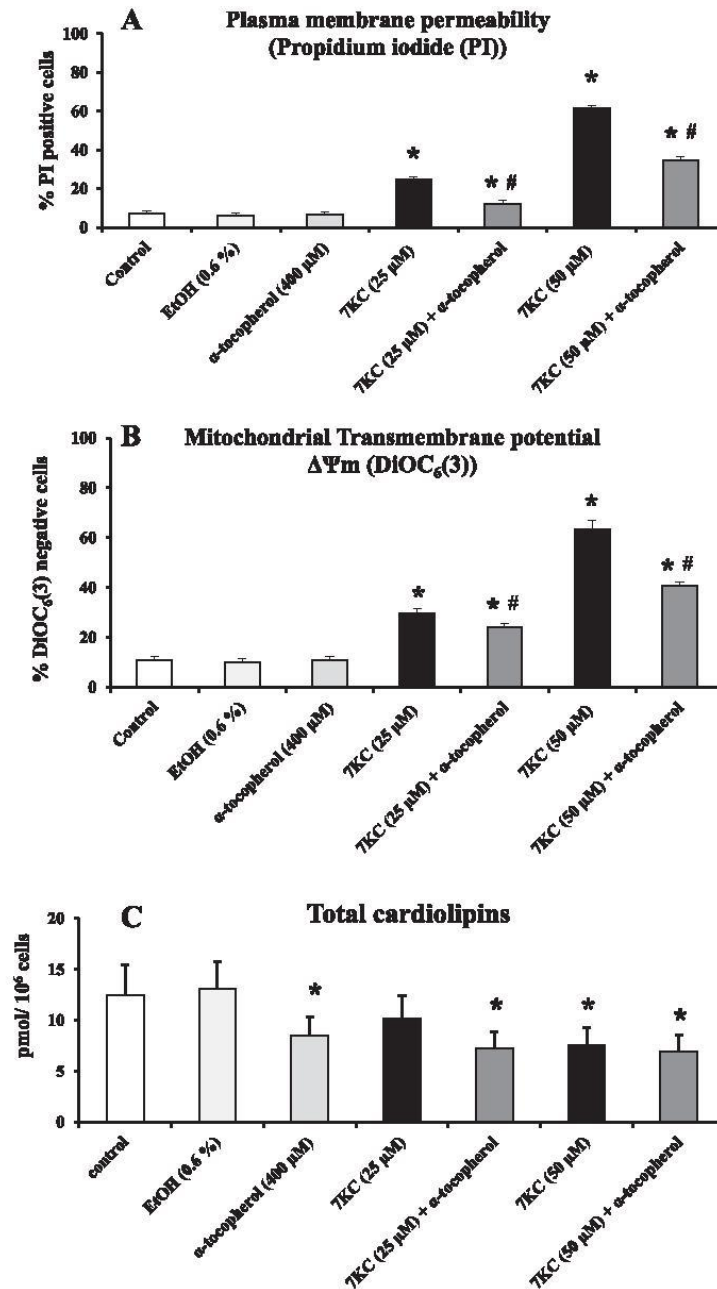 A
Plasma membrane permeability
(Propidium iodide (PI))
% PI positive cells
100
80
60
40
20
0
*
* #
*
* #
Control
EtOH (0.6 %)
α-tocopherol (400 µM)
7KC (25 µM)
7KC (25 µM) + α-tocopherol
7KC (50 µM)
7KC (50 µM) + α-tocopherol
B
Mitochondrial Transmembrane potential
ΔΨm (DiOC₆(3))
% DiOC₆(3) negative cells
100
80
60
40
20
0
*
* #
*
* #
Control
EtOH (0.6 %)
α-tocopherol (400 µM)
7KC (25 µM)
7KC (25 µM) + α-tocopherol
7KC (50 µM)
7KC (50 µM) + α-tocopherol
C
Total cardiolipins
pmol/ 10⁶ cells
20
15
10
5
0
*
*
*
*
control
EtOH (0.6 %)
α-tocopherol (400 µM)
7KC (25 µM)
7KC (25 µM) + α-tocopherol
7KC (50 µM)
7KC (50 µM) + α-tocopherol